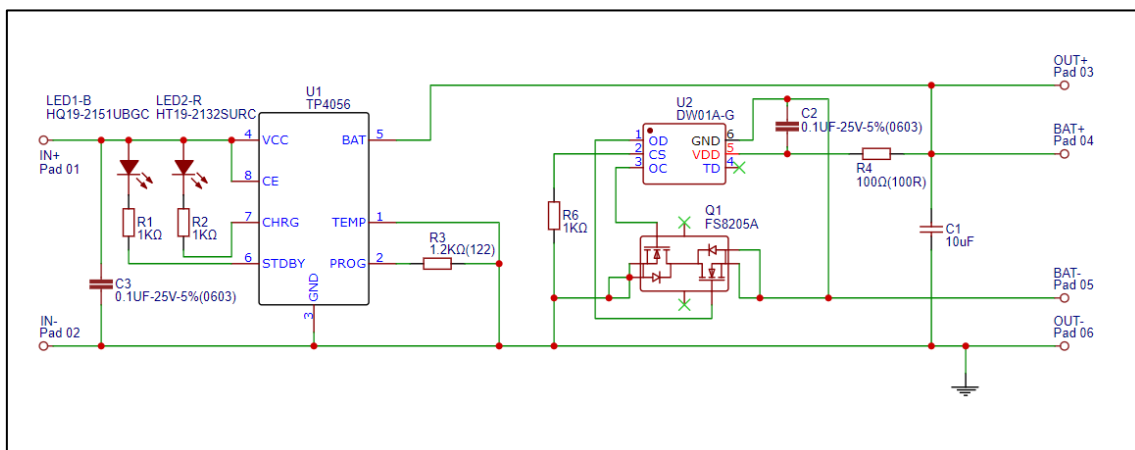 LED1-B
HQ19-2151UBGC
LED2-R
HT19-2132SURC
U1
TP4056
IN+
Pad 01
4
VCC
BAT
5
8
CE
R1
1KΩ
R2
1KΩ
7
CHRG
TEMP
1
6
STDBY
PROG
2
GND
3
R3
1.2KΩ(122)
C3
0.1UF-25V-5%(0603)
IN-
Pad 02
U2
DW01A-G
1
OD
GND
6
2
CS
VDD
5
3
OC
TD
4
C2
0.1UF-25V-5%(0603)
R4
100Ω(100R)
R6
1KΩ
Q1
FS8205A
C1
10uF
OUT+
Pad 03
BAT+
Pad 04
BAT-
Pad 05
OUT-
Pad 06